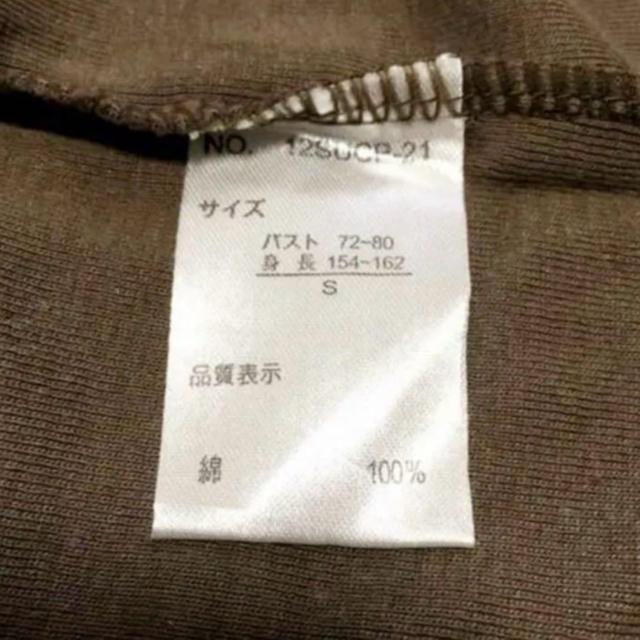 NO. 12SUCP-21
サイズ
バスト 72~80
身長 154~162
S
品質表示
綿 100%